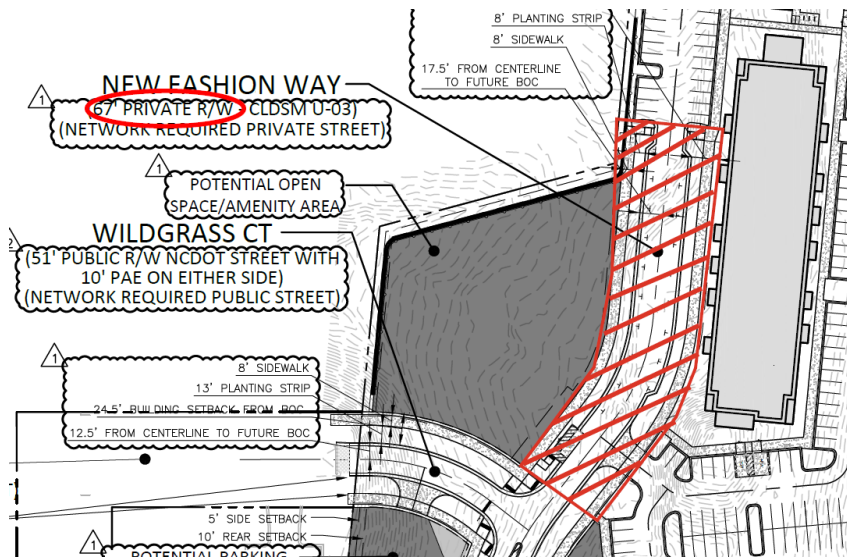 8' PLANTING STRIP
8' SIDEWALK
17.5' FROM CENTERLINE
TO FUTURE BOC
NEW FASHION WAY
1
(67' PRIVATE R/W - CLDSM U-03)
(NETWORK REQUIRED PRIVATE STREET)
1
POTENTIAL OPEN
SPACE/AMENITY AREA
WILDGRASS CT
(51' PUBLIC R/W NCDOT STREET WITH
10' PAE ON EITHER SIDE)
(NETWORK REQUIRED PUBLIC STREET)
1
8' SIDEWALK
13' PLANTING STRIP
24.5' BUILDING SETBACK FROM BOC
12.5' FROM CENTERLINE TO FUTURE BOC
5' SIDE SETBACK
10' REAR SETBACK
1
POTENTIAL PARKING